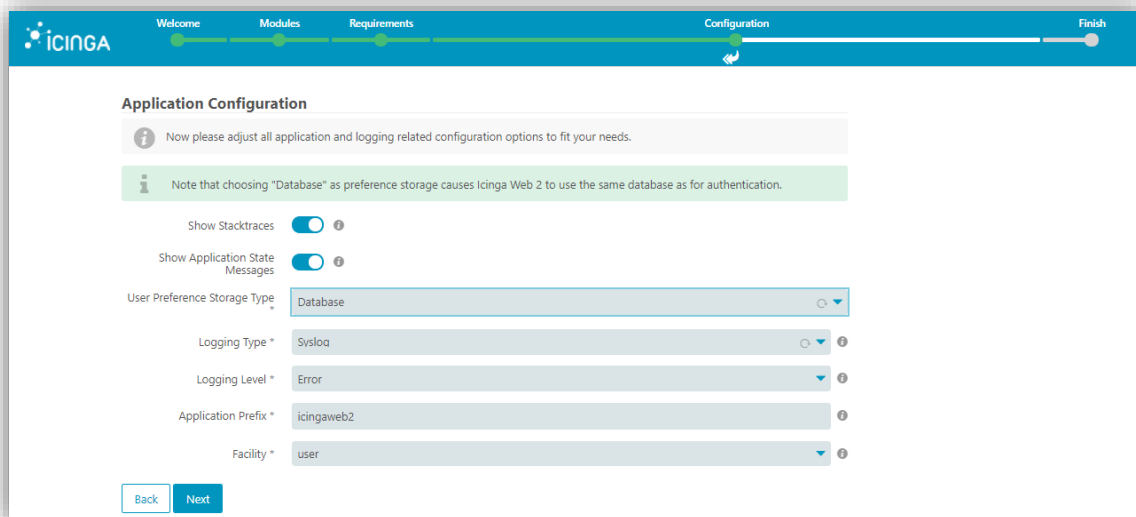 Welcome Modules Requirements Configuration Finish
ICINGA
Application Configuration
Now please adjust all application and logging related configuration options to fit your needs.
Note that choosing "Database" as preference storage causes Icinga Web 2 to use the same database as for authentication.
Show Stacktraces
Show Application State
Messages
User Preference Storage Type
* Database
Logging Type * Syslog
Logging Level * Error
Application Prefix * icingaweb2
Facility * user
Back Next